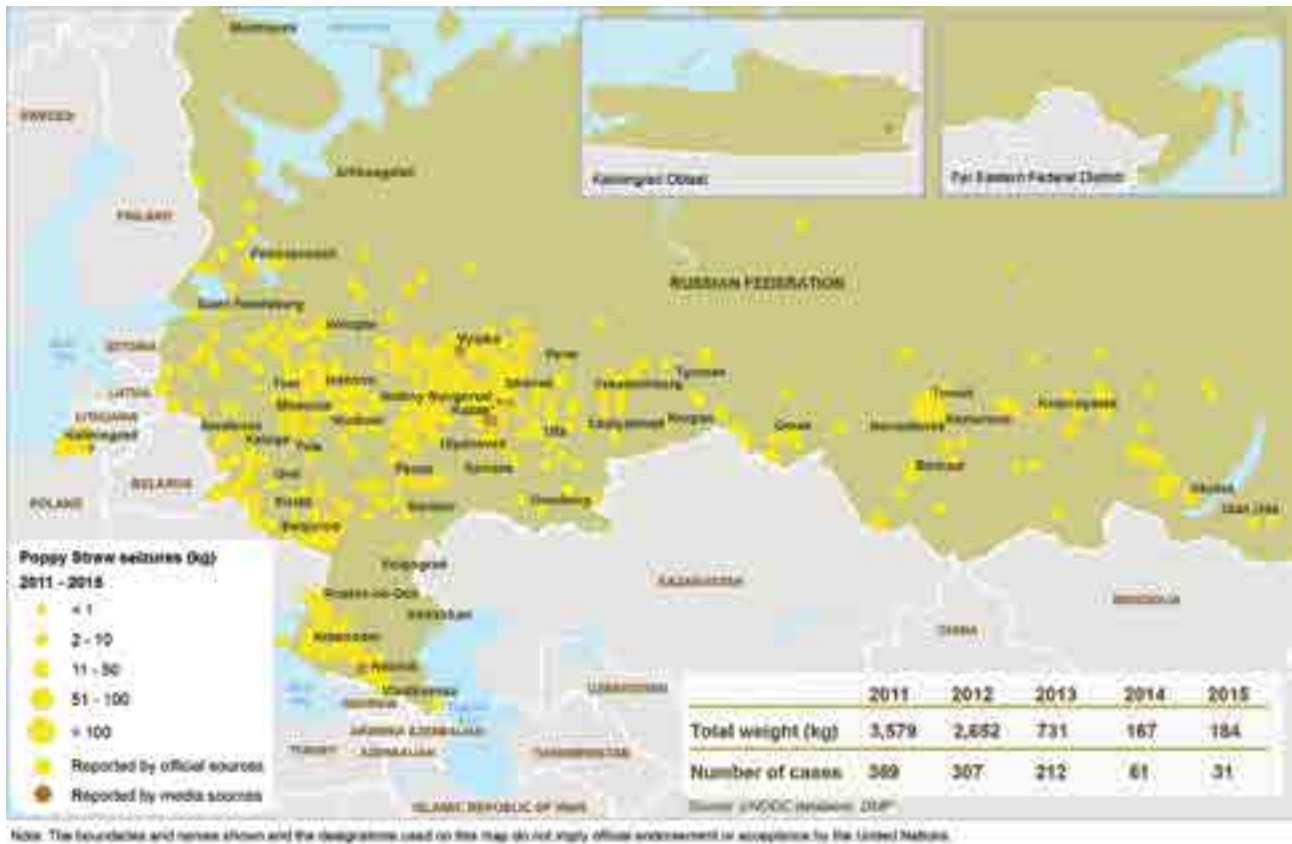 Murmansk
SWEDEN
Arkhangelsk
Kaliningrad Oblast
Far Eastern Federal District
FINLAND
Petrozavodsk
RUSSIAN FEDERATION
Saint Petersburg
Vologda
Vyatka
ESTONIA
Perm
LATVIA
Tver
Ivanovo
Izhevsk
Yekaterinburg
Tyumen
Tomsk
Moscow
Nizhny Novgorod
Kazan
Krasnoyarsk
LITHUANIA
Kaliningrad
Smolensk
Kaluga
Tula
Ulyanovsk
Ufa
Chelyabinsk
Kurgan
Omsk
Novosibirsk
Kemerovo
BELARUS
Orel
Penza
Samara
Barnaul
POLAND
Kursk
Saratov
Orenburg
Irkutsk
Ulan Ude
Belgorod
Volgograd
KAZAKHSTAN
MONGOLIA
Rostov-on-Don
Astrakhan
CHINA
Krasnodar
Nalchik
Vladikavkaz
GEORGIA
UZBEKISTAN
ARMENIA AZERBAIJAN
TURKEY
AZERBAIJAN
TURKMENISTAN
ISLAMIC REPUBLIC OF IRAN
Poppy Straw seizures (kg)
2011 - 2015
< 1
2 - 10
11 - 50
51 - 100
> 100
Reported by official sources
Reported by media sources
2011 2012 2013 2014 2015
Total weight (kg) 3,579 2,652 731 167 184
Number of cases 369 307 212 61 31
Source: UNODC database, DMP
Note: The boundaries and names shown and the designations used on this map do not imply official endorsement or acceptance by the United Nations.